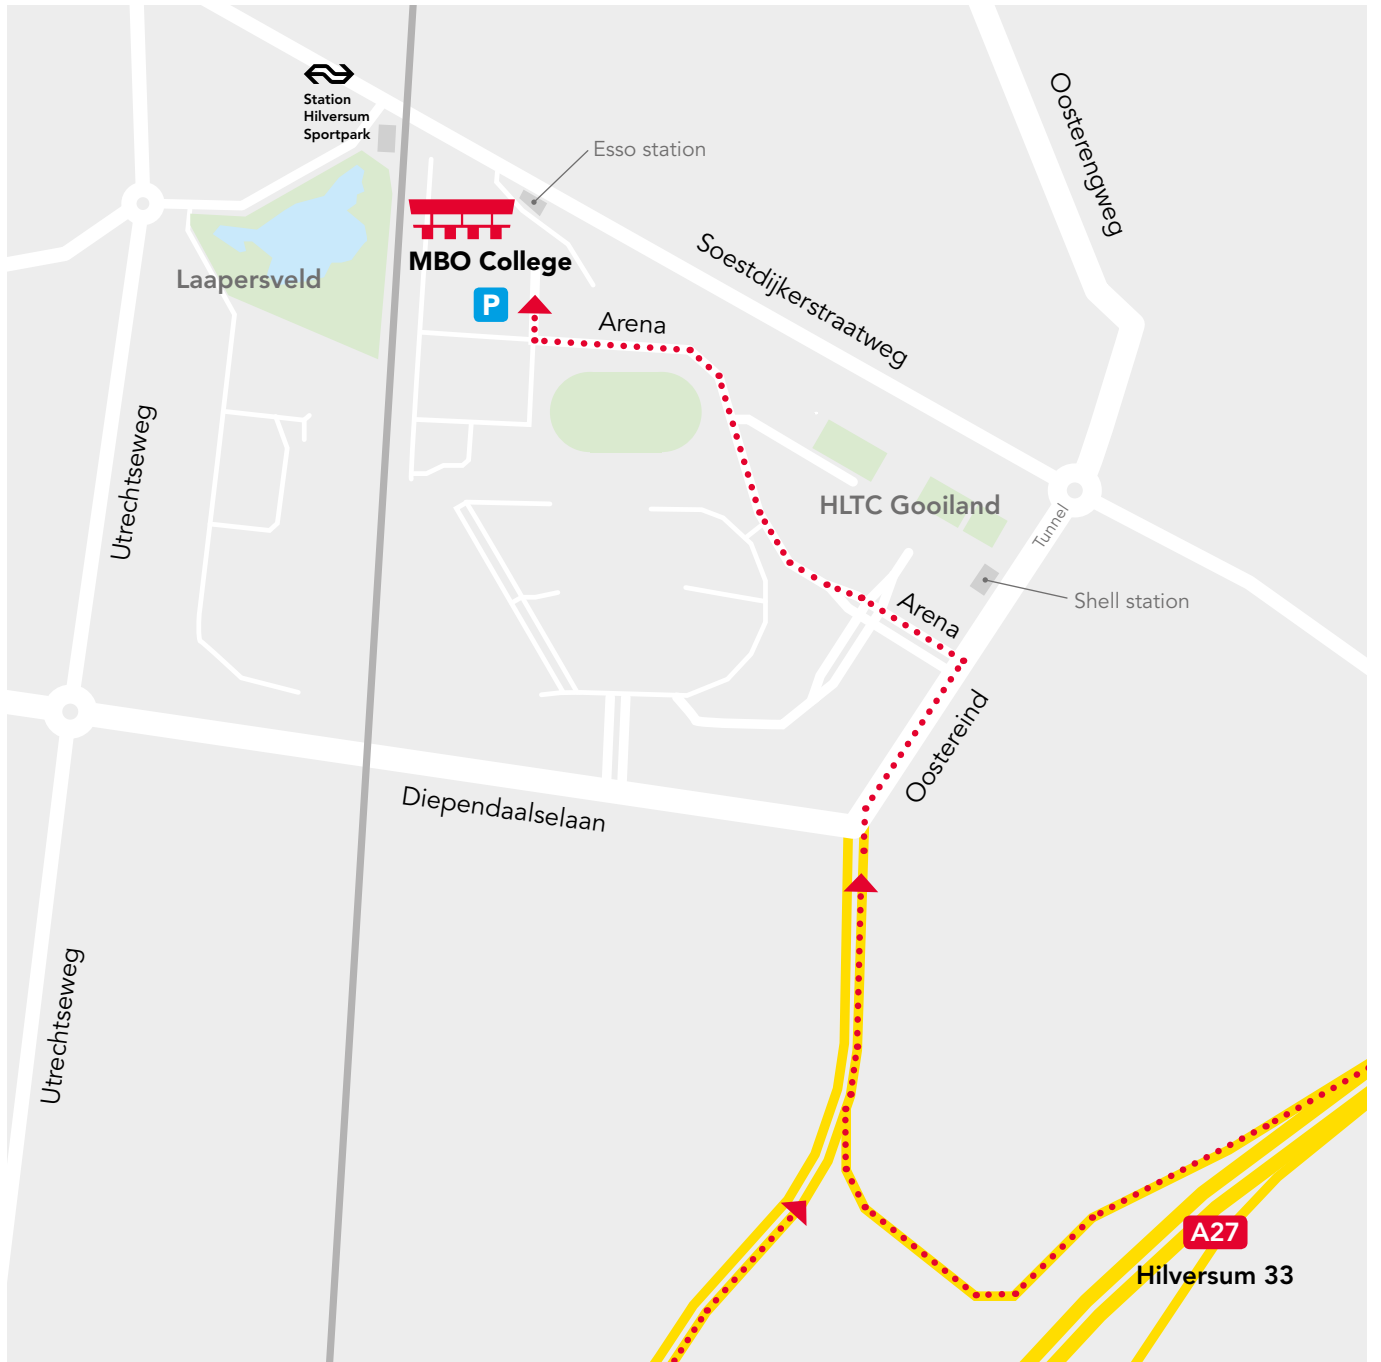 Station
Hilversum
Sportpark
Esso station
Oosterengweg
MBO College
Laapersveld
P
Arena
Soestdijkerstraatweg
Utrechtseweg
HLTC Gooiland
Tunnel
Arena
Shell station
Oostereind
Diependaalselaan
Utrechtseweg
A27
Hilversum 33